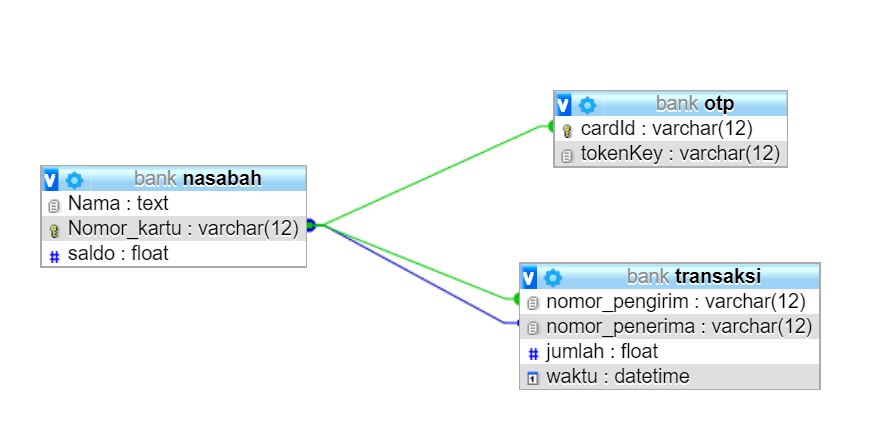 bank nasabah
Nama : text
Nomor_kartu : varchar(12)
saldo : float
bank otp
cardId : varchar(12)
tokenKey : varchar(12)
bank transaksi
nomor_pengirim : varchar(12)
nomor_penerima : varchar(12)
jumlah : float
waktu : datetime